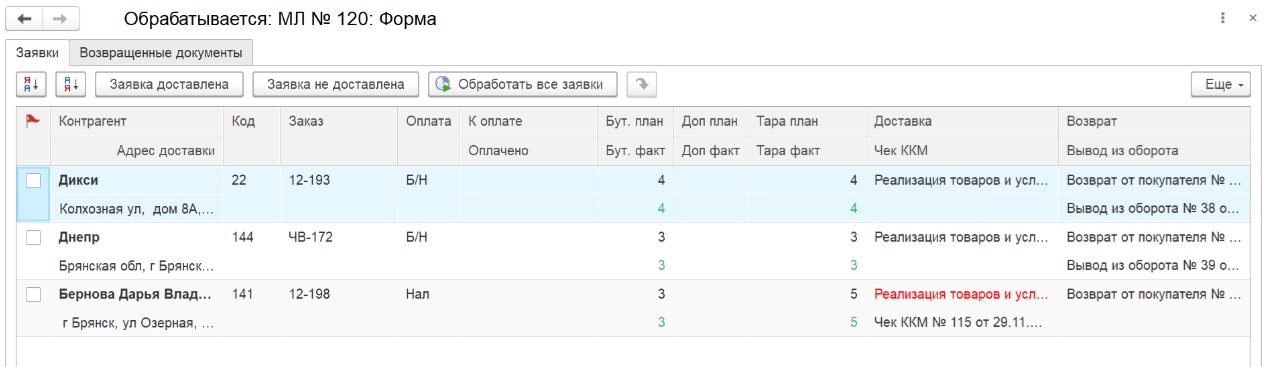 Обрабатывается: МЛ № 120: Форма
Заявки Возвращенные документы
Заявка доставлена Заявка не доставлена Обработать все заявки Еще
Контрагент Код Заказ Оплата К оплате Бут. план Доп план Тара план Доставка Возврат
Адрес доставки Оплачено Бут. факт Доп факт Тара факт Чек ККМ Вывод из оборота
Дикси 22 12-193 Б/Н 4 4 Реализация товаров и усл... Возврат от покупателя № ...
Колхозная ул, дом 8А,... 4 4 Вывод из оборота № 38 о...
Днепр 144 ЧВ-172 Б/Н 3 3 Реализация товаров и усл... Возврат от покупателя № ...
Брянская обл, г Брянск... 3 3 Вывод из оборота № 39 о...
Бернова Дарья Влад... 141 12-198 Нал 3 5 Реализация товаров и усл... Возврат от покупателя № ...
г Брянск, ул Озерная, ... 3 5 Чек ККМ № 115 от 29.11....